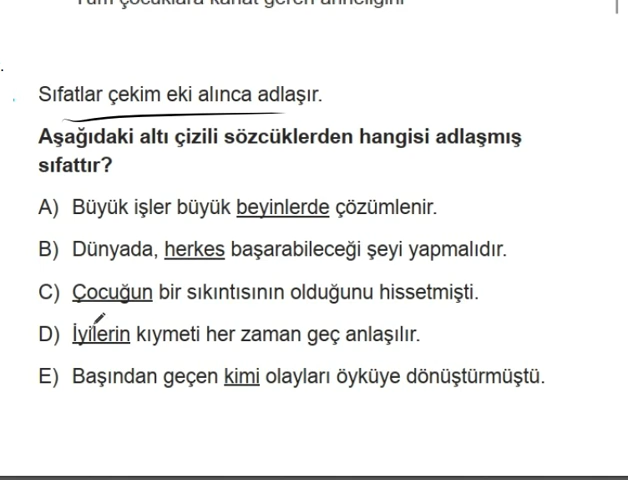 Sıfatlar çekim eki alınca adlaşır.
Aşağıdaki altı çizili sözcüklerden hangisi adlaşmış
sıfattır?
A) Büyük işler büyük beyinlerde çözümlenir.
B) Dünyada, herkes başarabileceği şeyi yapmalıdır.
C) Çocuğun bir sıkıntısının olduğunu hissetmişti.
D) İyilerin kıymeti her zaman geç anlaşılır.
E) Başından geçen kimi olayları öyküye dönüştürmüştü.